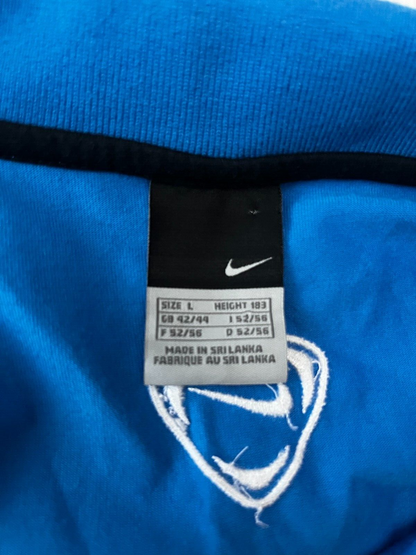 SIZE L HEIGHT 183
GB 42/44 I 52/56
F 52/56 D 52/56
MADE IN SRI LANKA
FABRIQUE AU SRI LANKA